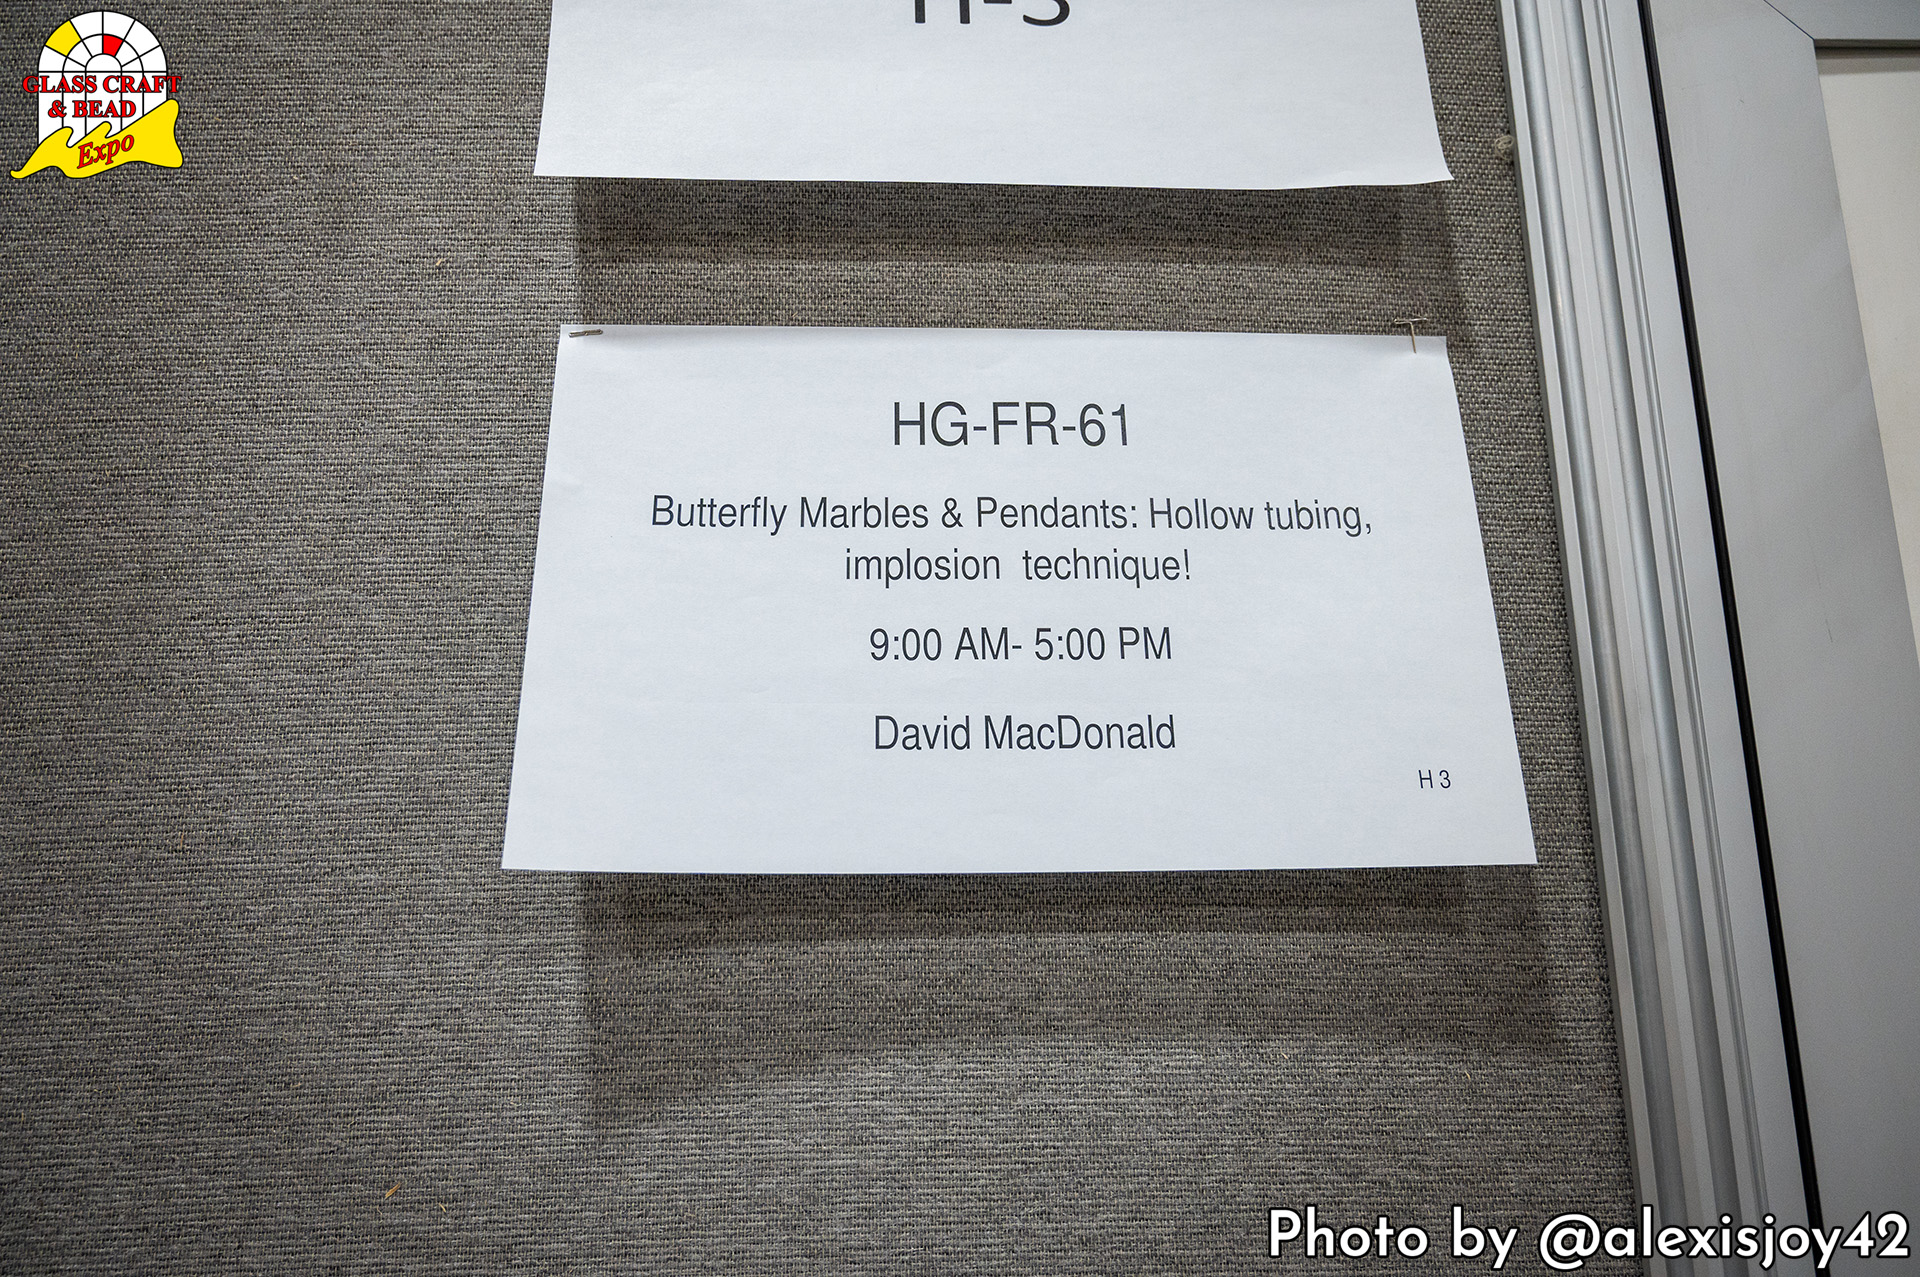 GLASS CRAFT
& BEAD
Expo
H-3
HG-FR-61
Butterfly Marbles & Pendants: Hollow tubing,
implosion technique!
9:00 AM- 5:00 PM
David MacDonald
H 3
Photo by @alexisjoy42